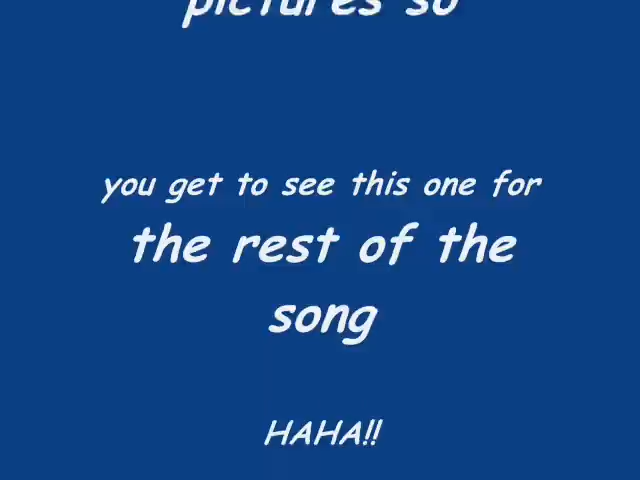 pictures so
you get to see this one for
the rest of the
song
HAHA!!